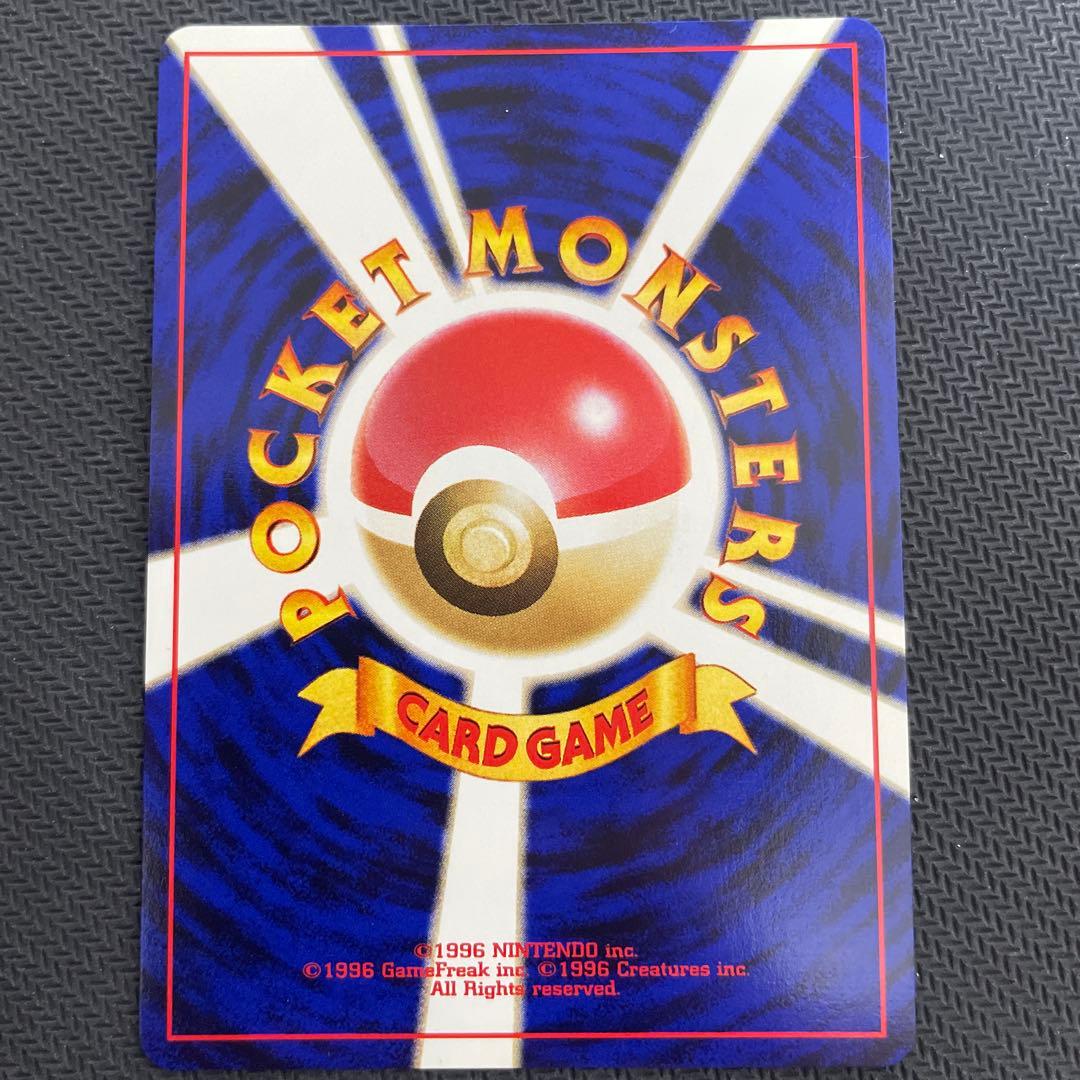 POCKET MONSTERS
CARD GAME
©1996 NINTENDO inc.
©1996 GameFreak inc. ©1996 Creatures inc.
All Rights reserved.